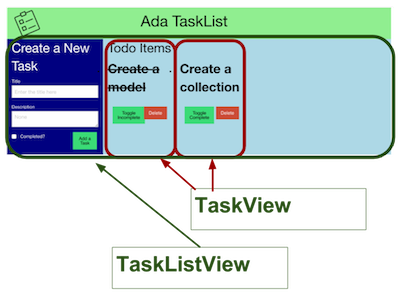 Ada TaskList
Create a New
Task
Title
Enter the title here
Description
None
Completed?
Add a
Task
Todo Items
Create a
model
Toggle
Incomplete
Delete
Create a
collection
Toggle
Complete
Delete
TaskView
TaskListView